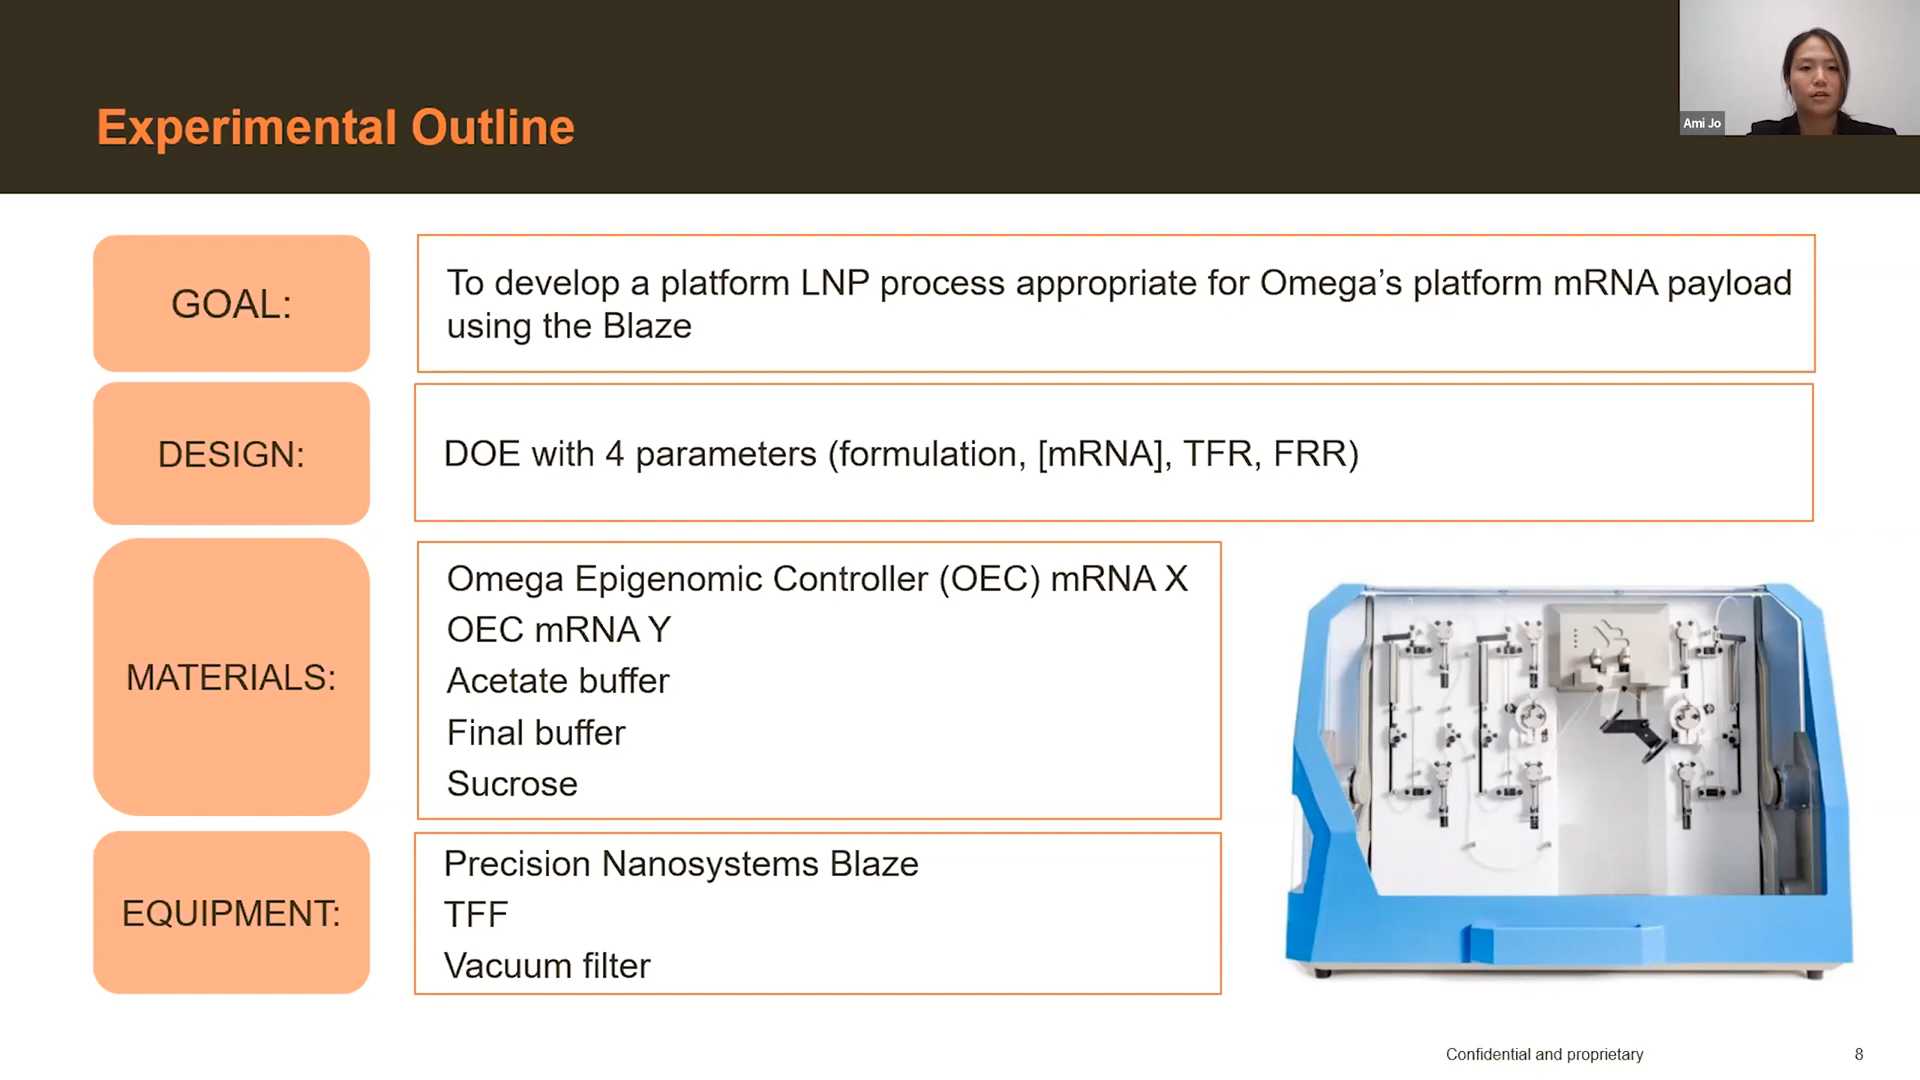 Experimental Outline
Ami Jo
GOAL:
To develop a platform LNP process appropriate for Omega’s platform mRNA payload
using the Blaze
DESIGN:
DOE with 4 parameters (formulation, [mRNA], TFR, FRR)
MATERIALS:
Omega Epigenomic Controller (OEC) mRNA X
OEC mRNA Y
Acetate buffer
Final buffer
Sucrose
EQUIPMENT:
Precision Nanosystems Blaze
TFF
Vacuum filter
Confidential and proprietary
8